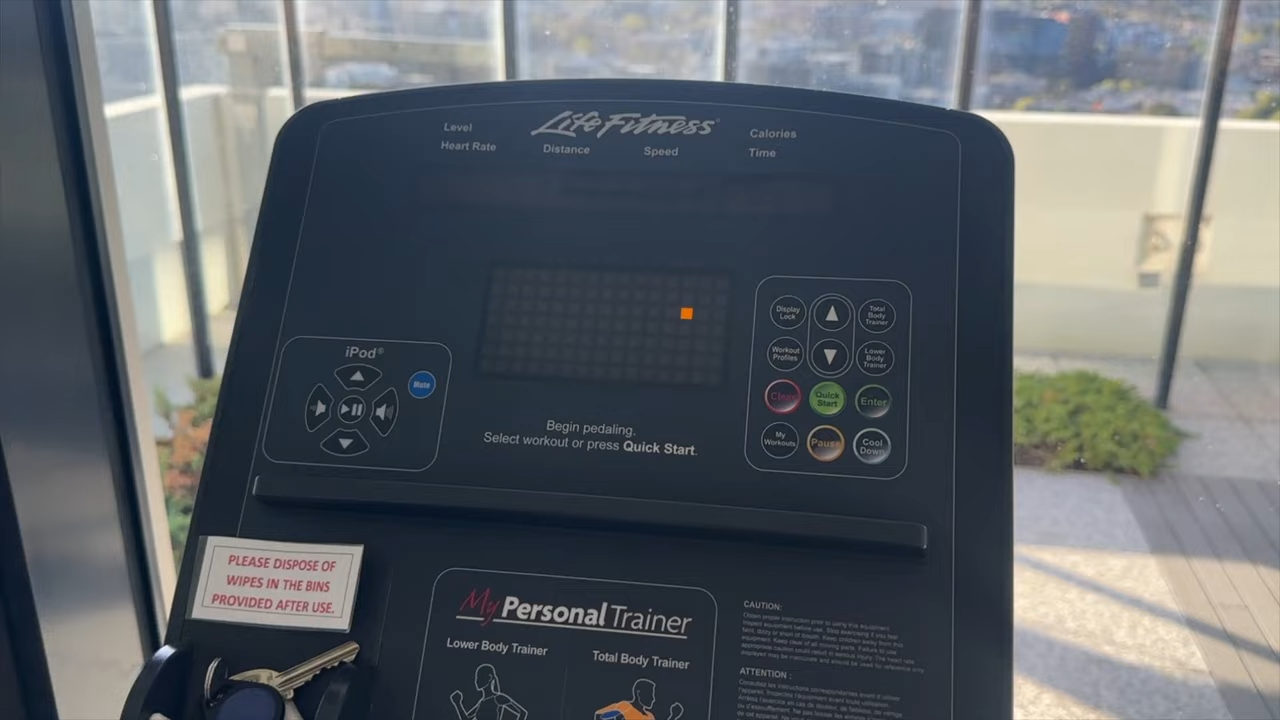 Life Fitness®
Level
Calories
Heart Rate
Distance
Speed
Time
iPod®
Mute
Display Lock
Total Body Trainer
Workout Profiles
Lower Body Trainer
Clear
Quick Start
Enter
My Workouts
Pause
Cool Down
Begin pedaling.
Select workout or press Quick Start.
PLEASE DISPOSE OF
WIPES IN THE BINS
PROVIDED AFTER USE.
My Personal Trainer
Lower Body Trainer
Total Body Trainer
CAUTION:
ATTENTION :